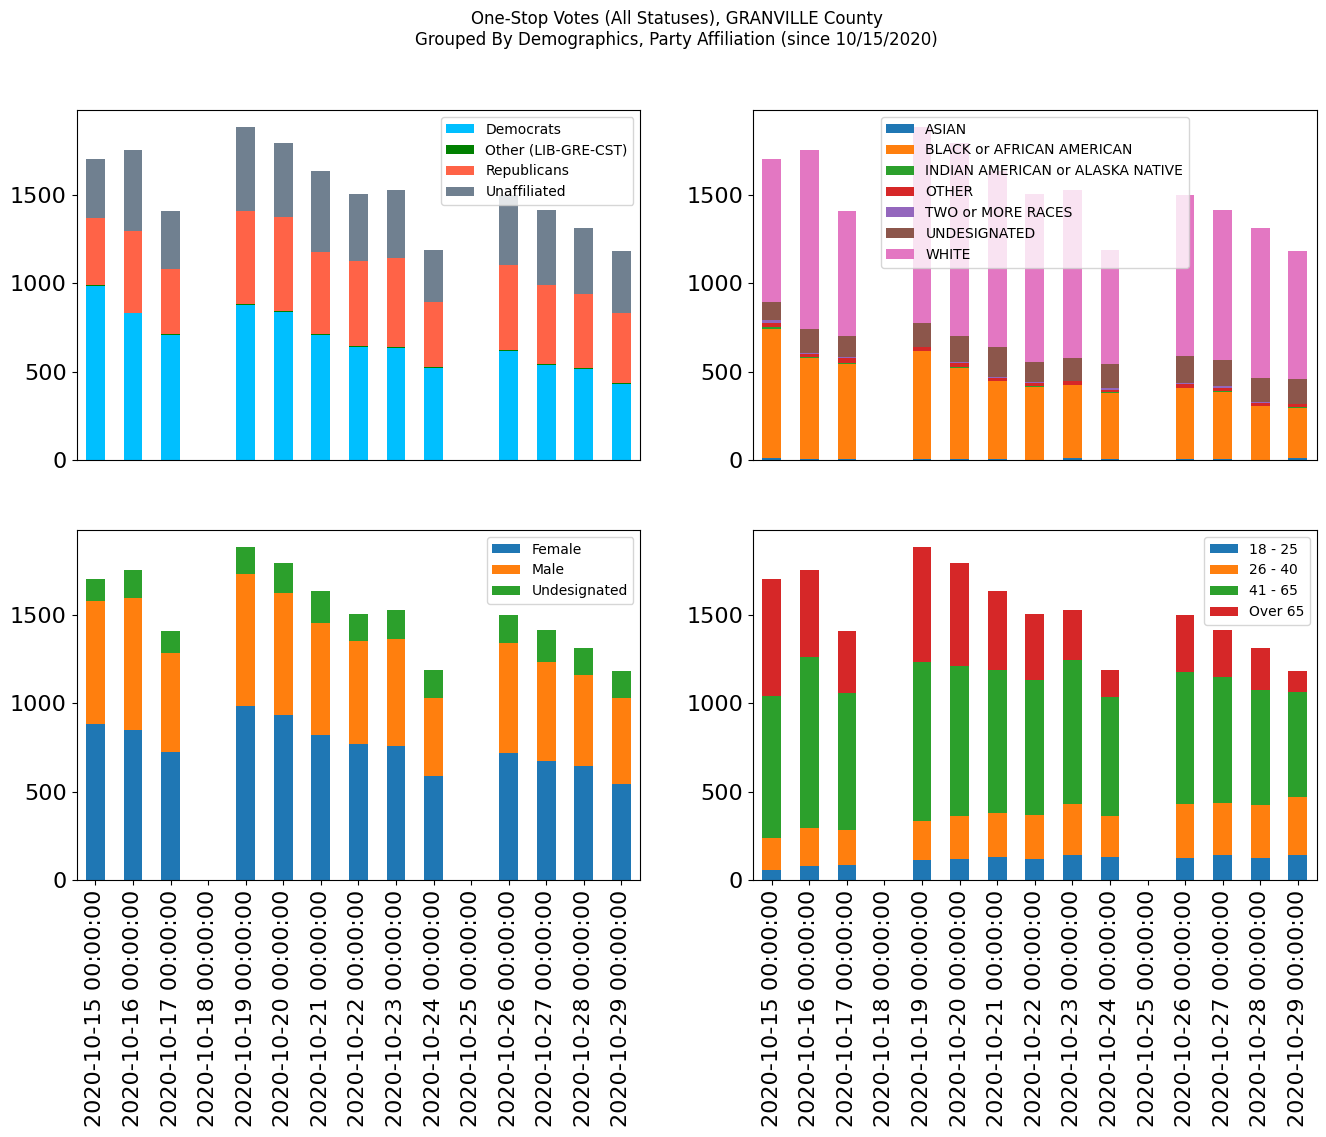 One-Stop Votes (All Statuses), GRANVILLE County
Grouped By Demographics, Party Affiliation (since 10/15/2020)
1500
1000
500
0
Democrats
Other (LIB-GRE-CST)
Republicans
Unaffiliated
1500
1000
500
0
ASIAN
BLACK or AFRICAN AMERICAN
INDIAN AMERICAN or ALASKA NATIVE
OTHER
TWO or MORE RACES
UNDESIGNATED
WHITE
1500
1000
500
0
Female
Male
Undesignated
2020-10-15 00:00:00
2020-10-16 00:00:00
2020-10-17 00:00:00
2020-10-18 00:00:00
2020-10-19 00:00:00
2020-10-20 00:00:00
2020-10-21 00:00:00
2020-10-22 00:00:00
2020-10-23 00:00:00
2020-10-24 00:00:00
2020-10-25 00:00:00
2020-10-26 00:00:00
2020-10-27 00:00:00
2020-10-28 00:00:00
2020-10-29 00:00:00
1500
1000
500
0
18 - 25
26 - 40
41 - 65
Over 65
2020-10-15 00:00:00
2020-10-16 00:00:00
2020-10-17 00:00:00
2020-10-18 00:00:00
2020-10-19 00:00:00
2020-10-20 00:00:00
2020-10-21 00:00:00
2020-10-22 00:00:00
2020-10-23 00:00:00
2020-10-24 00:00:00
2020-10-25 00:00:00
2020-10-26 00:00:00
2020-10-27 00:00:00
2020-10-28 00:00:00
2020-10-29 00:00:00